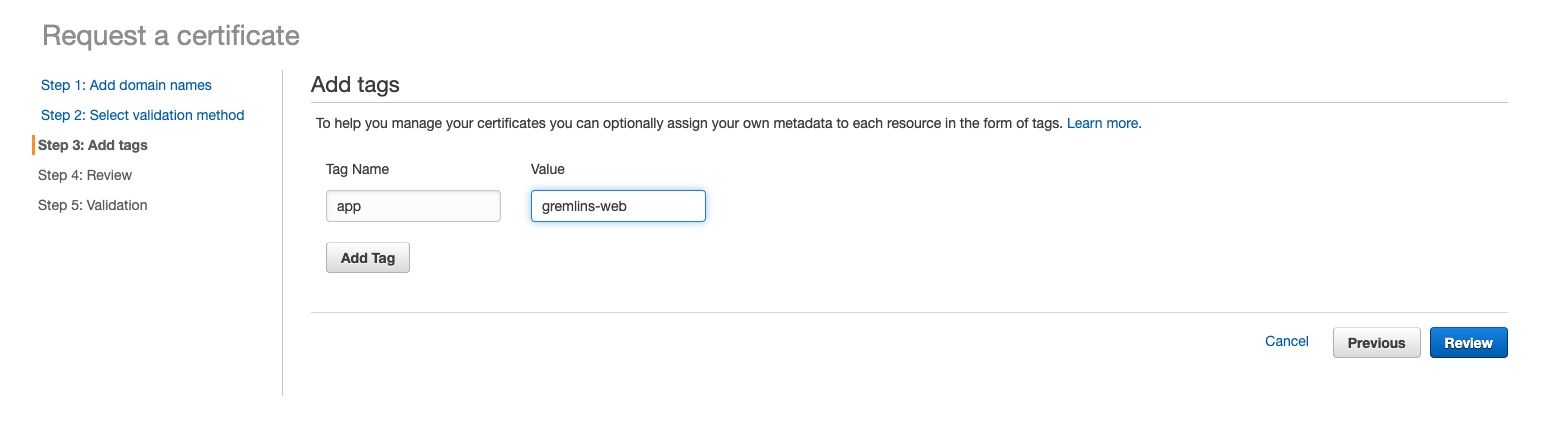 Request a certificate
Step 1: Add domain names
Step 2: Select validation method
Step 3: Add tags
Step 4: Review
Step 5: Validation
Add tags
To help you manage your certificates you can optionally assign your own metadata to each resource in the form of tags. Learn more.
Tag Name Value
app gremlins-web
Add Tag
Cancel Previous Review